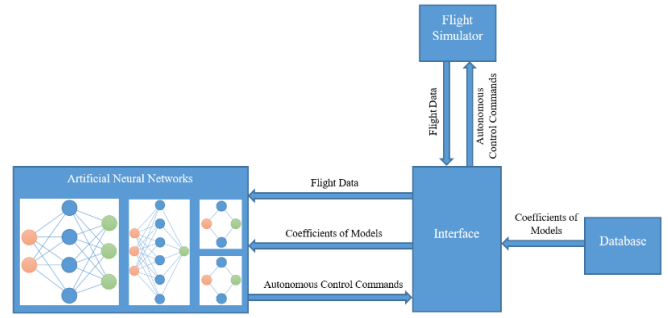 Flight
Simulator
Flight Data
Autonomous
Control Commands
Artificial Neural Networks
Flight Data
Coefficients of Models
Autonomous Control Commands
Interface
Coefficients of
Models
Database